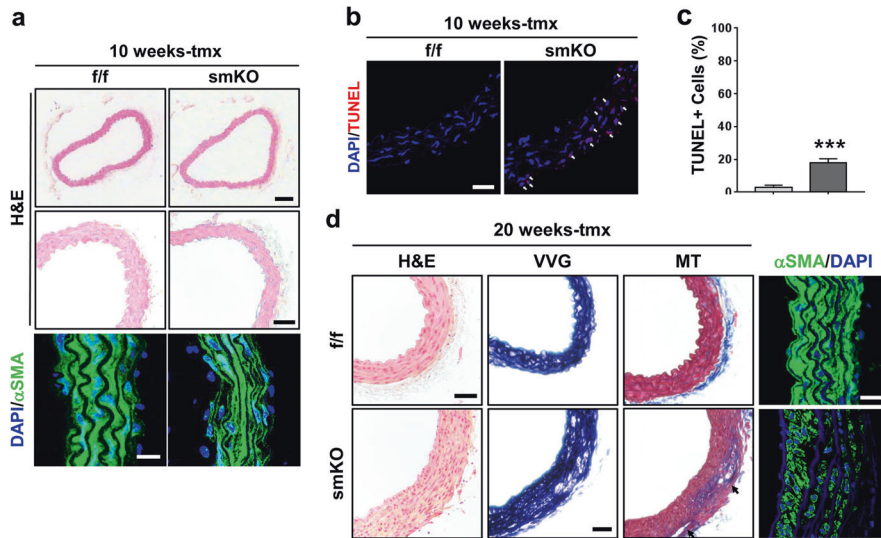 a
10 weeks-tmx
f/f smKO
H&E
DAPI/αSMA
b
10 weeks-tmx
f/f smKO
DAPI/TUNEL
c
TUNEL+ Cells (%)
100
80
60
40
20
0
***
d
20 weeks-tmx
H&E VVG MT αSMA/DAPI
f/f
smKO